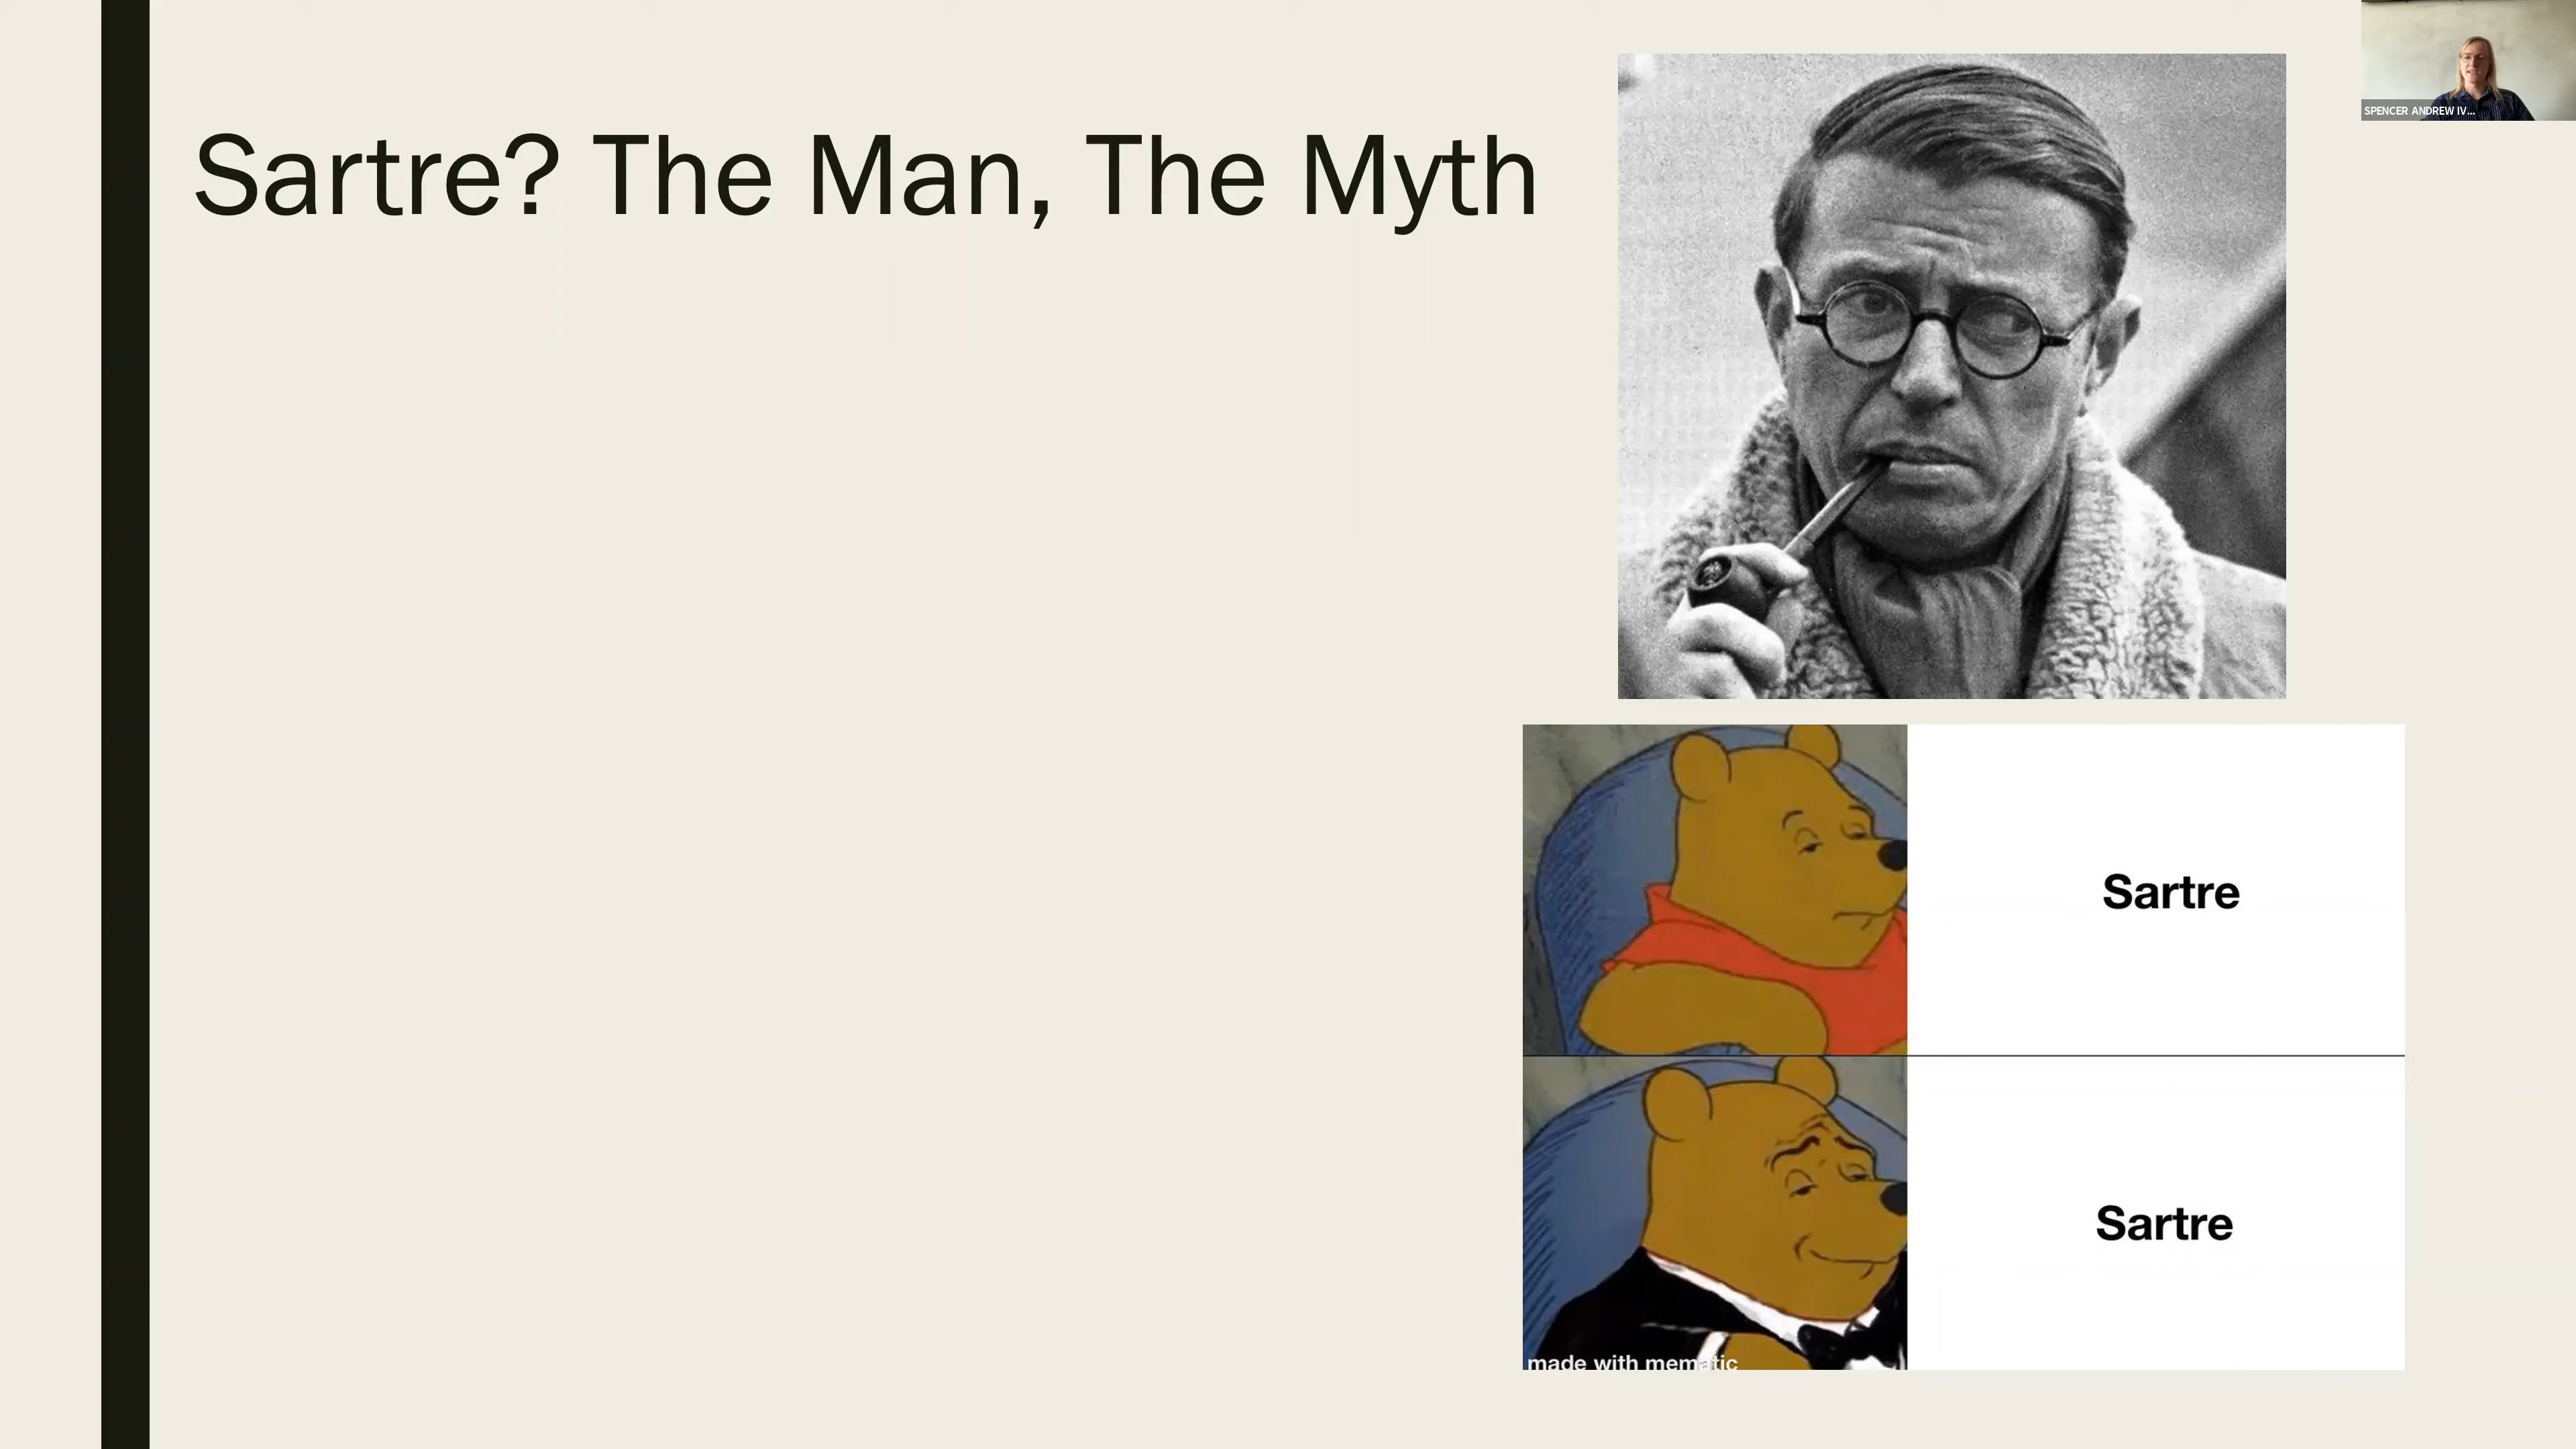 Sartre? The Man, The Myth
SPENCER ANDREW IV...
Sartre
Sartre
made with mematic